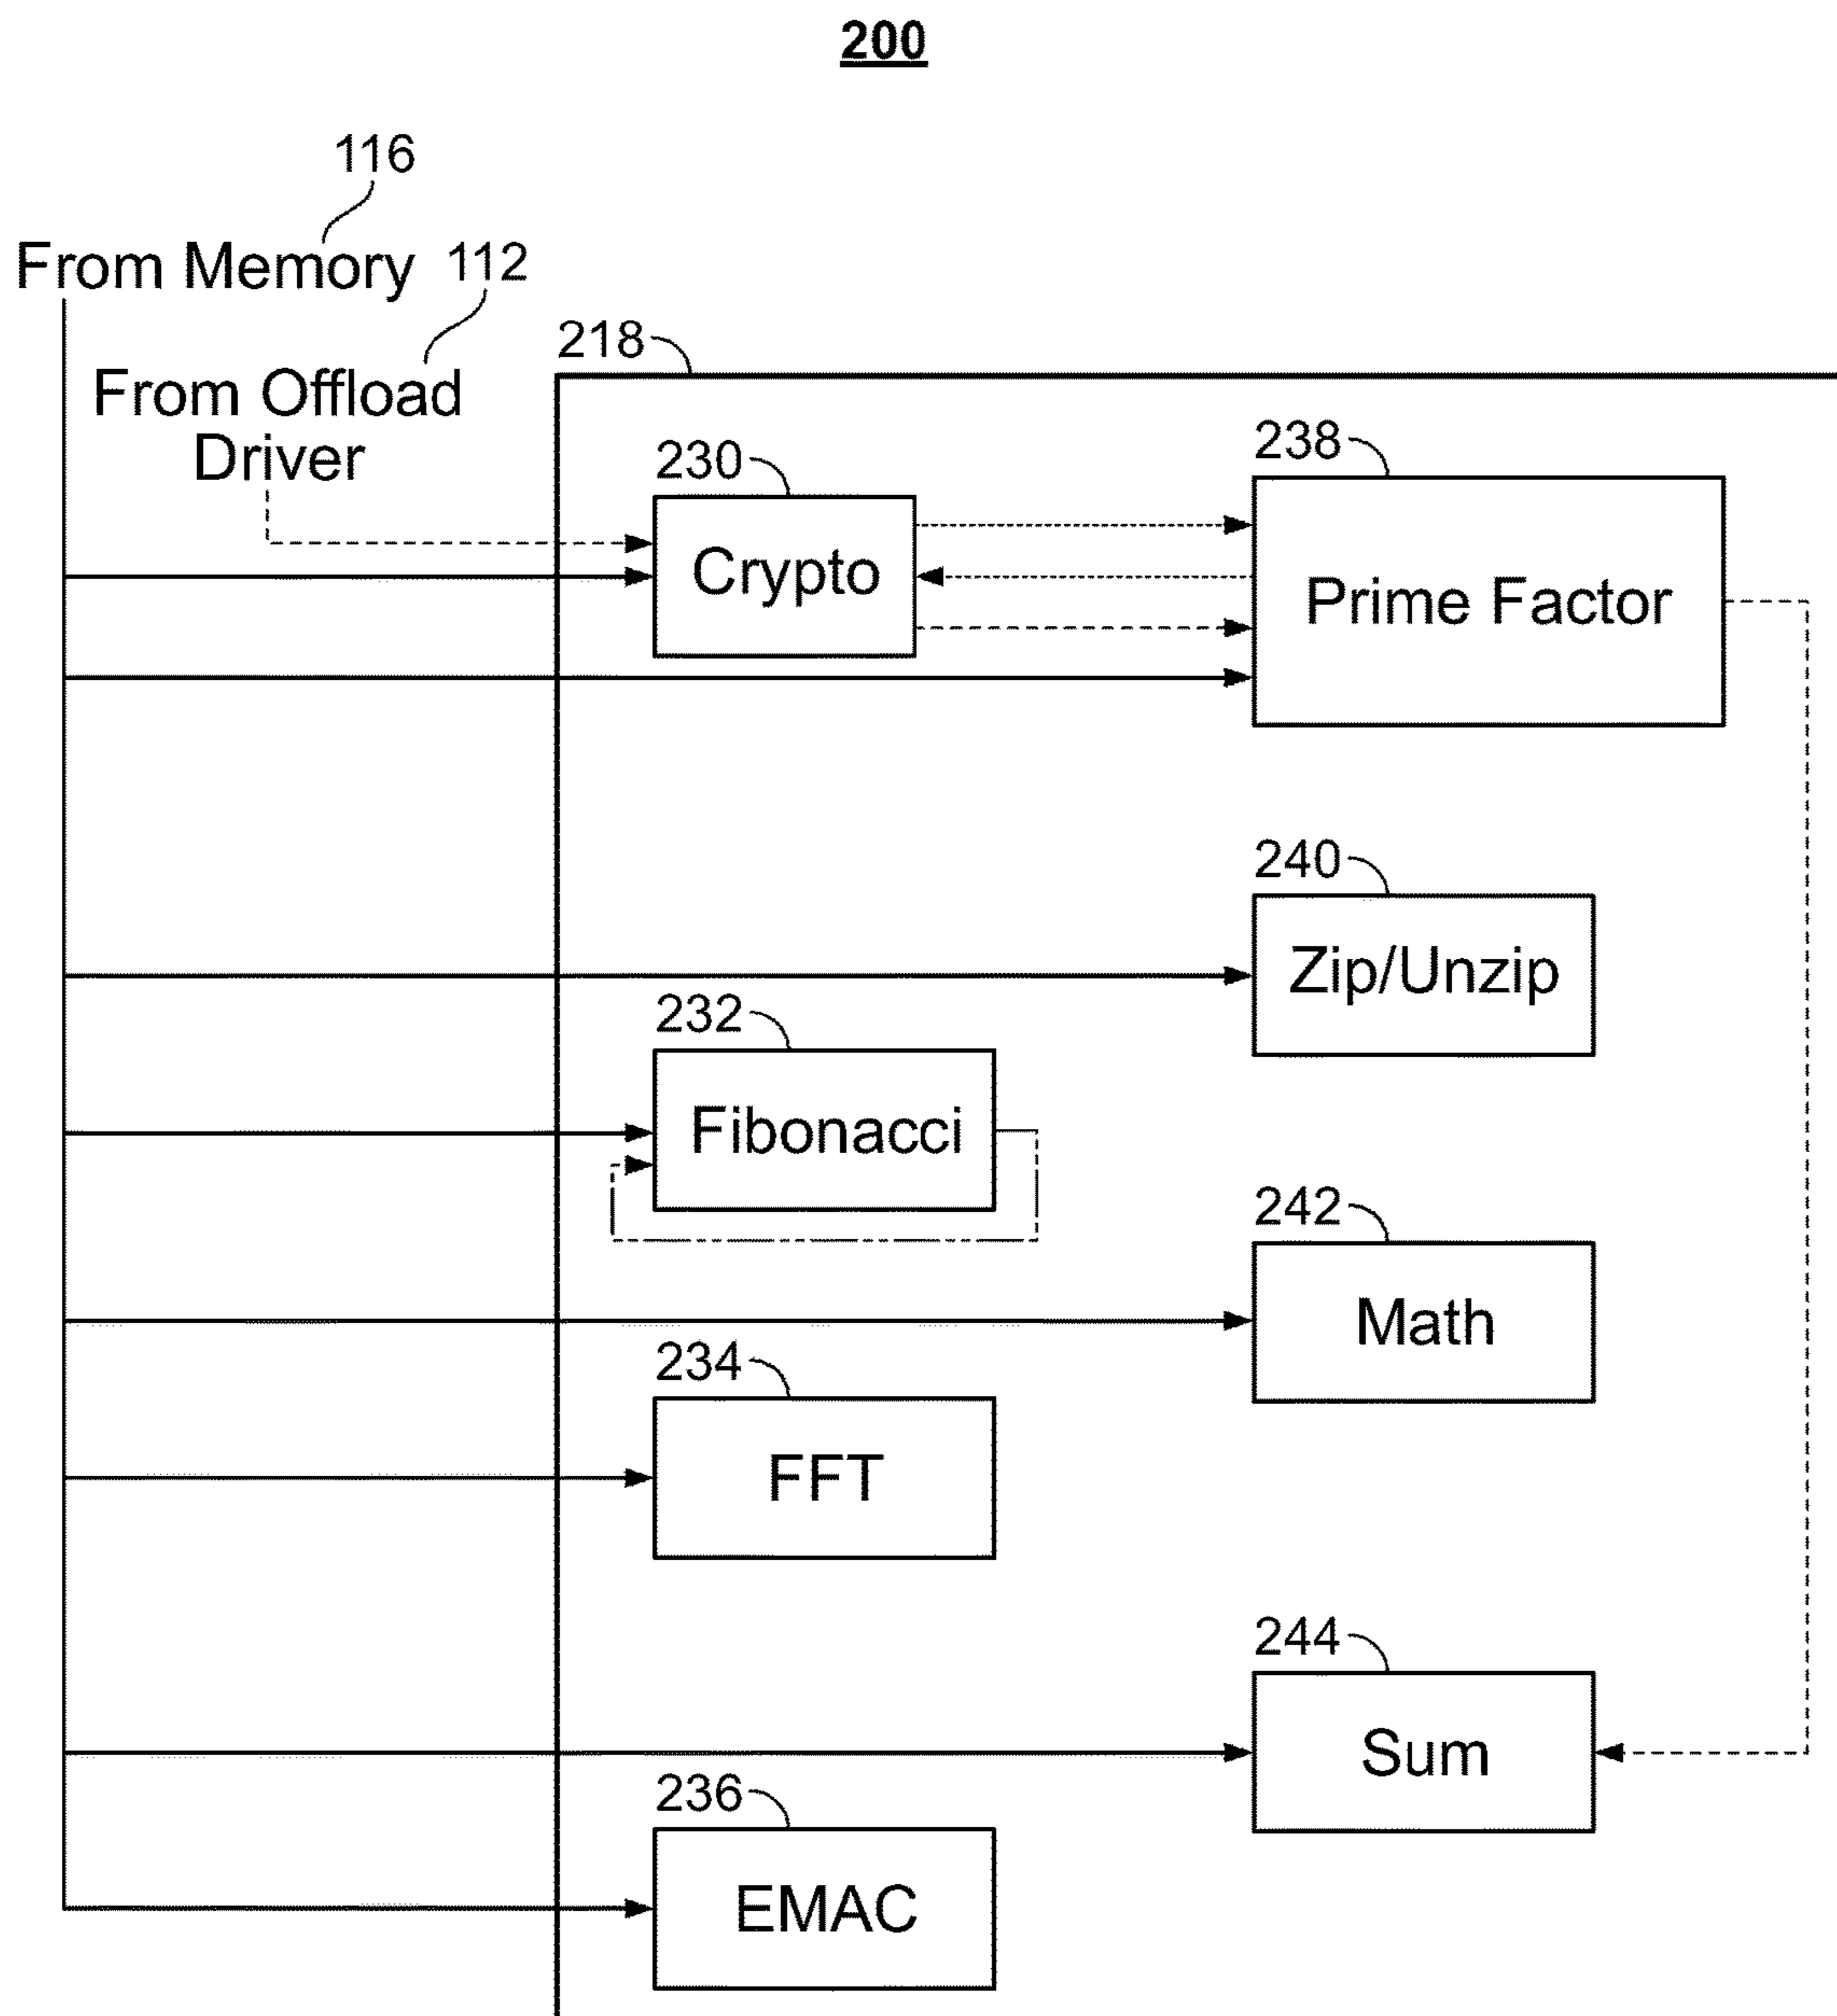 200
116
From Memory
112
From Offload
Driver
218
230
Crypto
238
Prime Factor
240
Zip/Unzip
232
Fibonacci
242
Math
234
FFT
244
Sum
236
EMAC